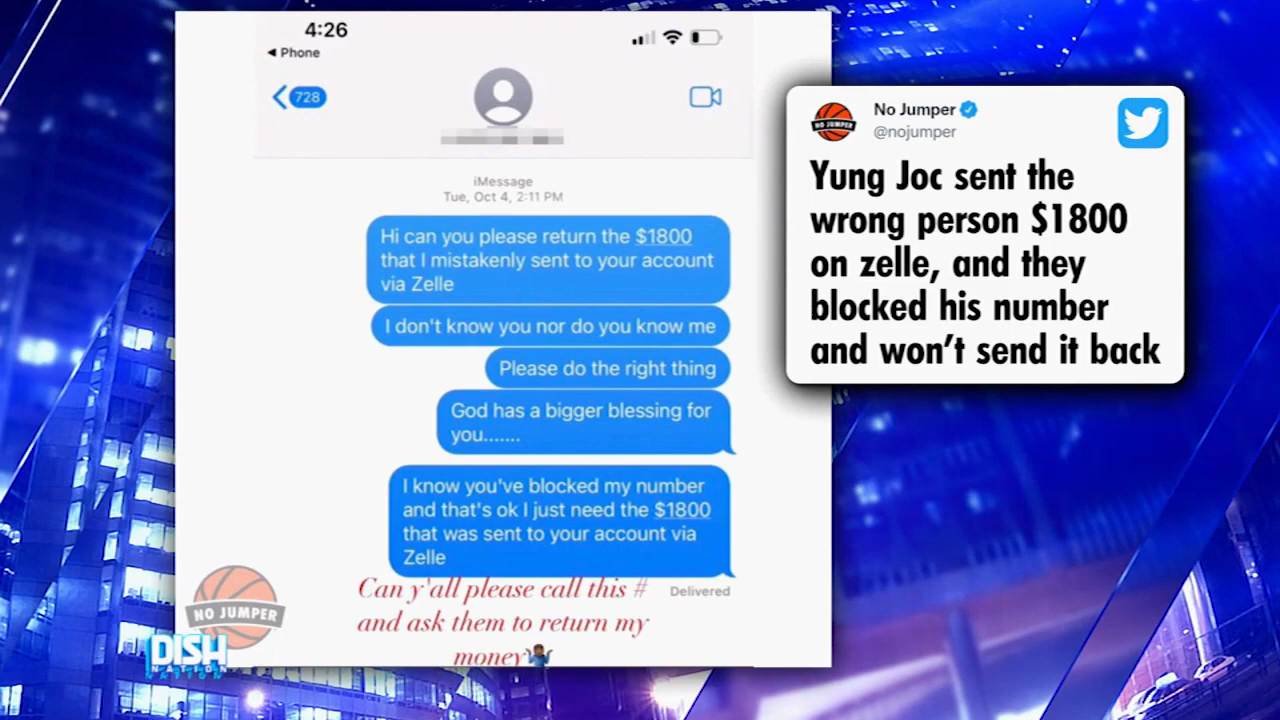 4:26
Phone
728
iMessage
Tue, Oct 4, 2:11 PM
Hi can you please return the $1800
that I mistakenly sent to your account
via Zelle
I don't know you nor do you know me
Please do the right thing
God has a bigger blessing for
you.......
I know you've blocked my number
and that's ok I just need the $1800
that was sent to your account via
Zelle
Delivered
Can y'all please call this #
and ask them to return my
money
NO JUMPER
DISH
NATION
NO JUMPER
No Jumper
@nojumper
Yung Joc sent the
wrong person $1800
on zelle, and they
blocked his number
and won't send it back